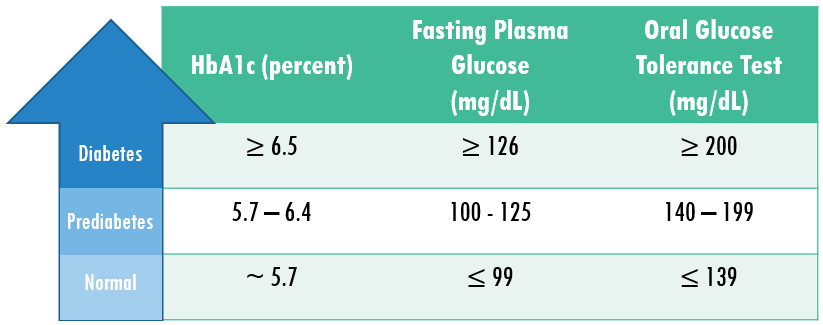 HbA1c (percent)
Fasting Plasma
Glucose
(mg/dL)
Oral Glucose
Tolerance Test
(mg/dL)
Diabetes ≥ 6.5 ≥ 126 ≥ 200
Prediabetes 5.7 – 6.4 100 - 125 140 – 199
Normal ~ 5.7 ≤ 99 ≤ 139